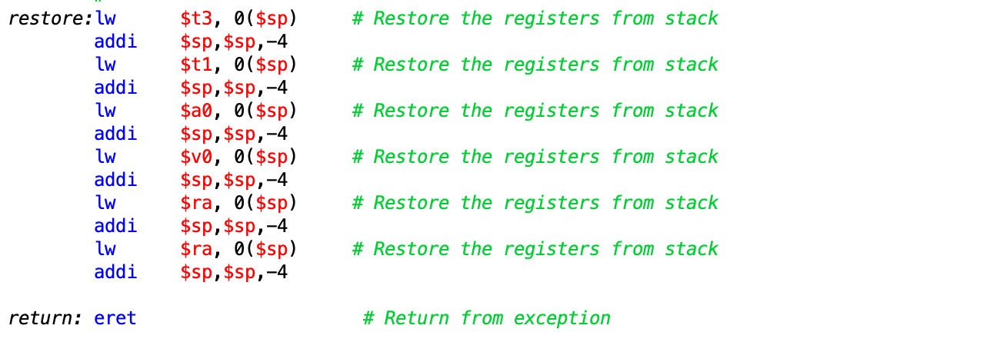 restore:lw $t3, 0($sp) # Restore the registers from stack
addi $sp,$sp,-4
lw $t1, 0($sp) # Restore the registers from stack
addi $sp,$sp,-4
lw $a0, 0($sp) # Restore the registers from stack
addi $sp,$sp,-4
lw $v0, 0($sp) # Restore the registers from stack
addi $sp,$sp,-4
lw $ra, 0($sp) # Restore the registers from stack
addi $sp,$sp,-4
lw $ra, 0($sp) # Restore the registers from stack
addi $sp,$sp,-4
return: eret # Return from exception